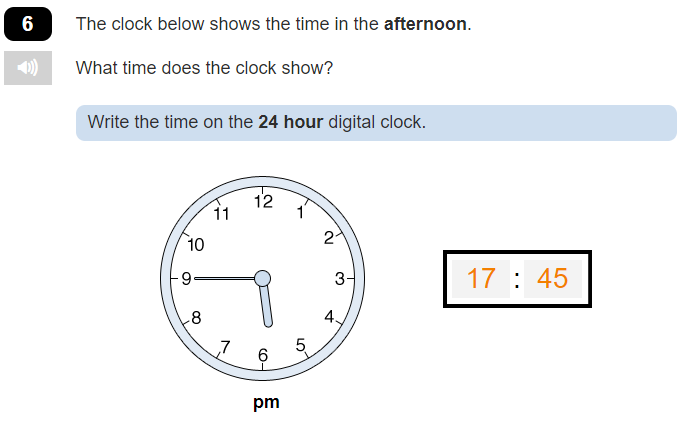 6
The clock below shows the time in the afternoon.
What time does the clock show?
Write the time on the 24 hour digital clock.
12
11
1
10
2
9
3
8
4
7
5
6
17 : 45
pm